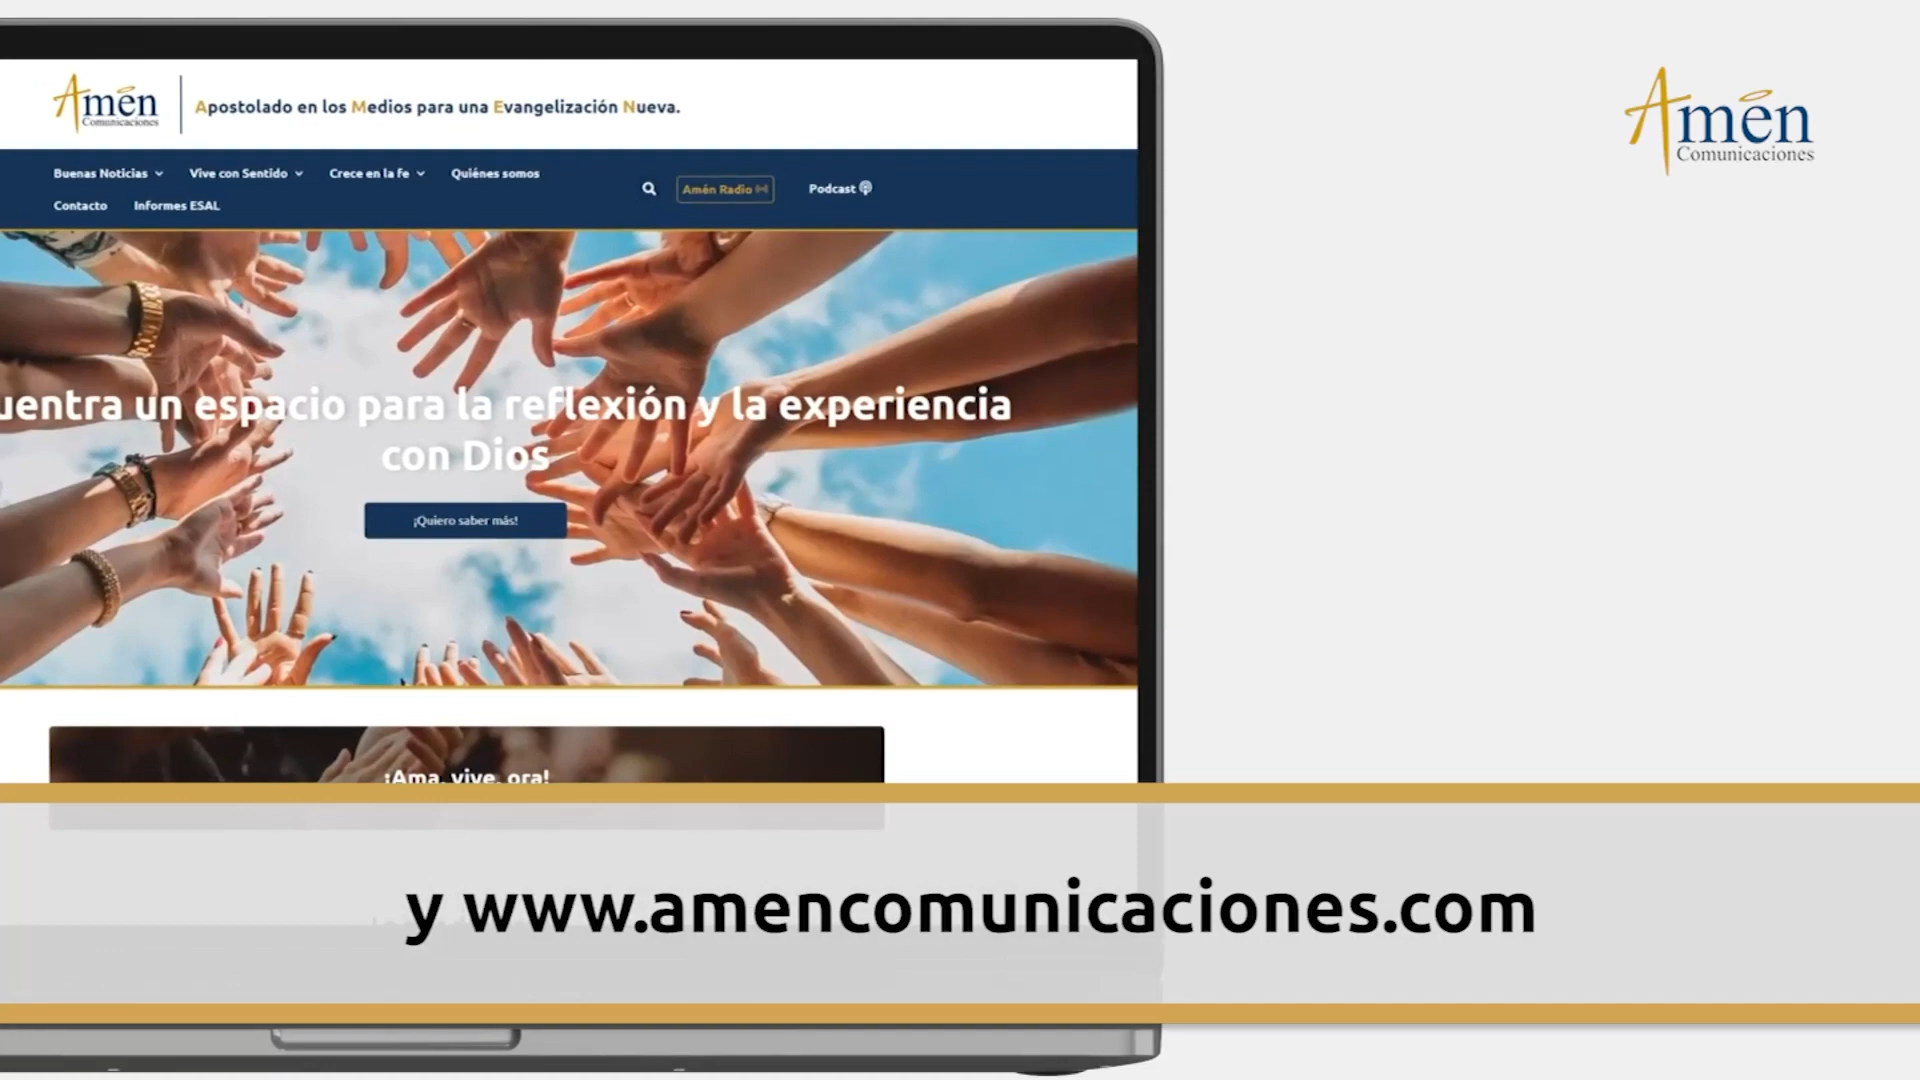 Amén
Comunicaciones
Apostolado en los Medios para una Evangelización Nueva.
Amén
Comunicaciones
Buenas Noticias
Vive con Sentido
Crece en la fe
Quiénes somos
Amén Radio
Podcast
Contacto
Informes ESAL
uentra un espacio para la reflexión y la experiencia
con Dios
¡Quiero saber más!
¡Ama, vive, ora!
y www.amencomunicaciones.com